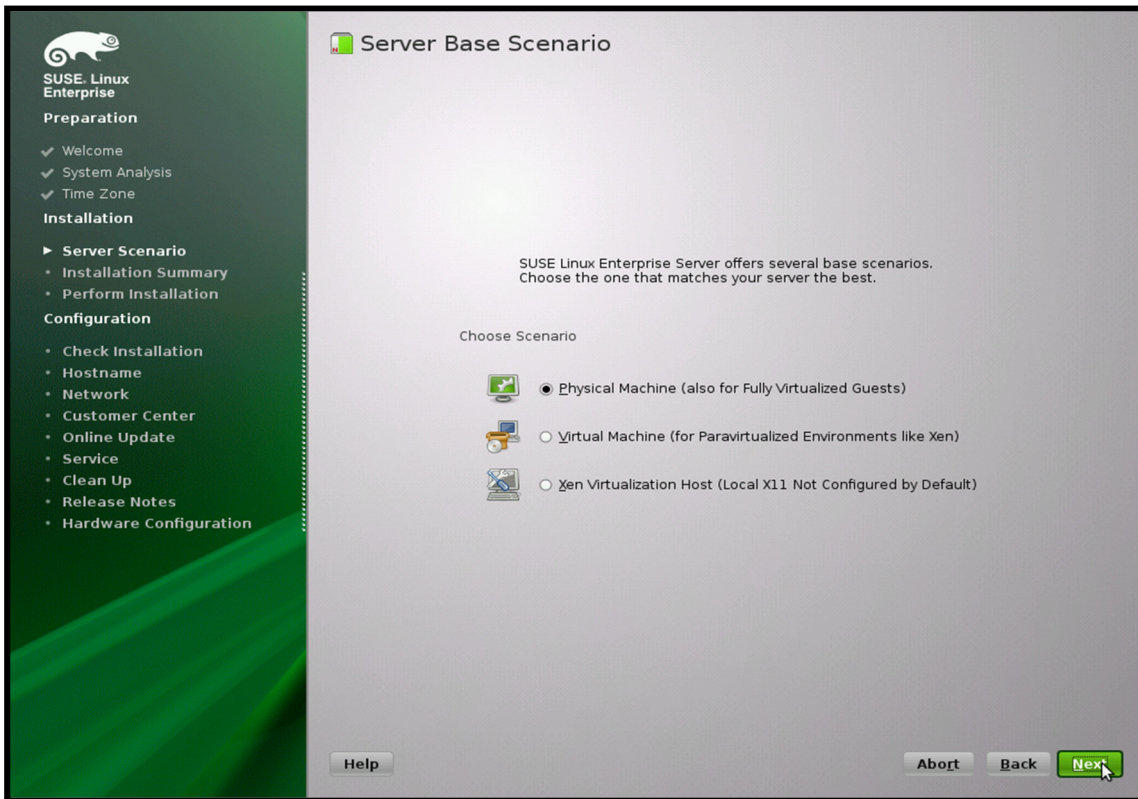 SUSE. Linux
Enterprise
Preparation
Welcome
System Analysis
Time Zone
Installation
Server Scenario
Installation Summary
Perform Installation
Configuration
Check Installation
Hostname
Network
Customer Center
Online Update
Service
Clean Up
Release Notes
Hardware Configuration
Server Base Scenario
SUSE Linux Enterprise Server offers several base scenarios.
Choose the one that matches your server the best.
Choose Scenario
Physical Machine (also for Fully Virtualized Guests)
Virtual Machine (for Paravirtualized Environments like Xen)
Xen Virtualization Host (Local X11 Not Configured by Default)
Help
Abort
Back
Next